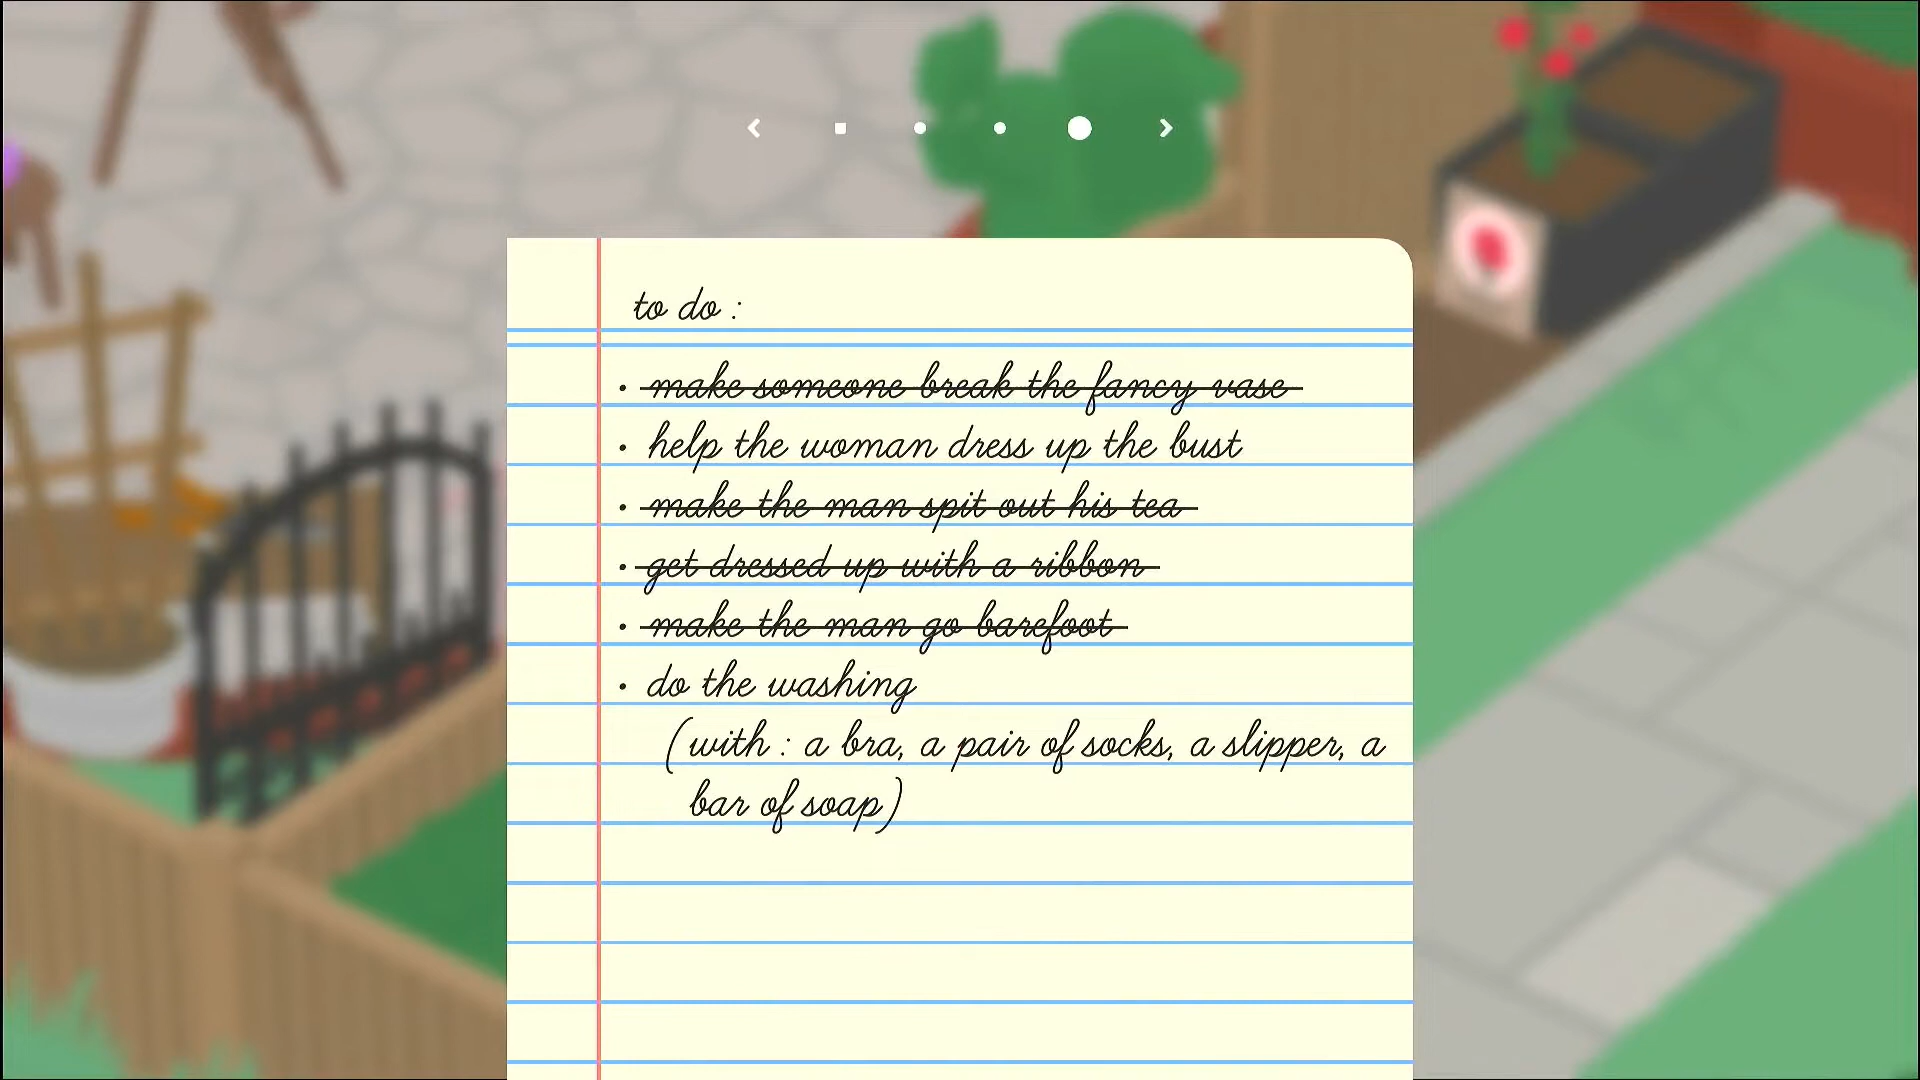 to do :
• make someone break the fancy vase
• help the woman dress up the bust
• make the man spit out his tea
• get dressed up with a ribbon
• make the man go barefoot
• do the washing
(with : a bra, a pair of socks, a slipper, a
bar of soap)